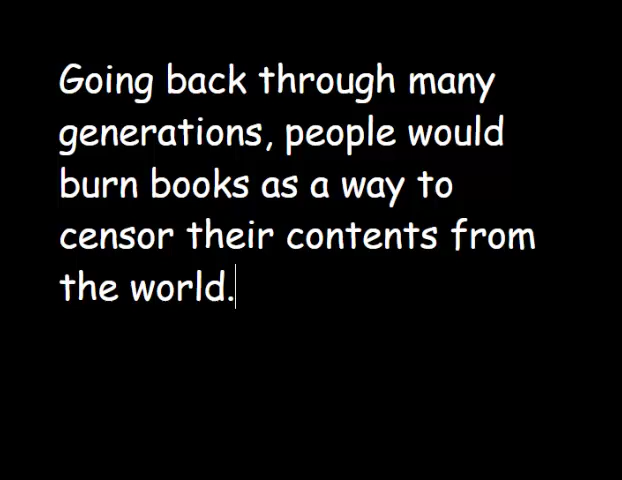 Going back through many
generations, people would
burn books as a way to
censor their contents from
the world.